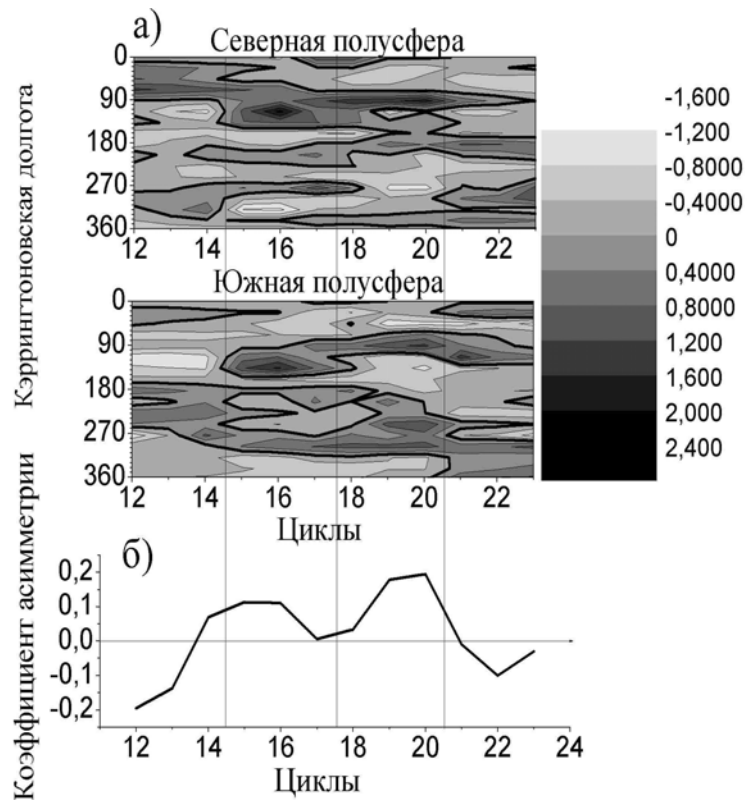 а)
Северная полусфера
Кэррингтоновская долгота
0
90
180
270
360
12 14 16 18 20 22
Южная полусфера
0
90
180
270
360
12 14 16 18 20 22
Циклы
-1,600
-1,200
-0,8000
-0,4000
0
0,4000
0,8000
1,200
1,600
2,000
2,400
б)
Коэффициент асимметрии
0,2
0,1
0,0
-0,1
-0,2
12 14 16 18 20 22 24
Циклы